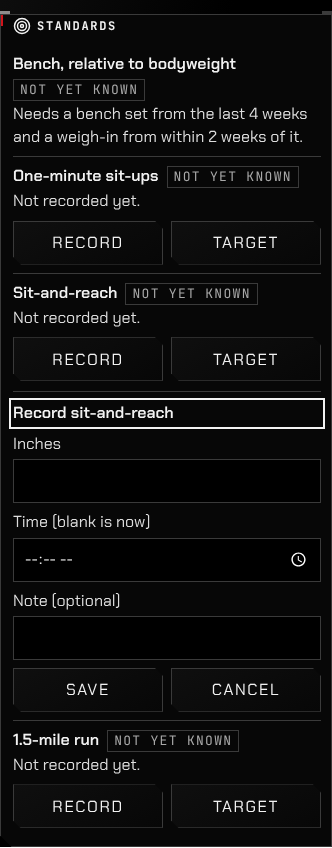 STANDARDS
Bench, relative to bodyweight
NOT YET KNOWN
Needs a bench set from the last 4 weeks
and a weigh-in from within 2 weeks of it.
One-minute sit-ups NOT YET KNOWN
Not recorded yet.
RECORD TARGET
Sit-and-reach NOT YET KNOWN
Not recorded yet.
RECORD TARGET
Record sit-and-reach
Inches
Time (blank is now)
--:-- --
Note (optional)
SAVE CANCEL
1.5-mile run NOT YET KNOWN
Not recorded yet.
RECORD TARGET